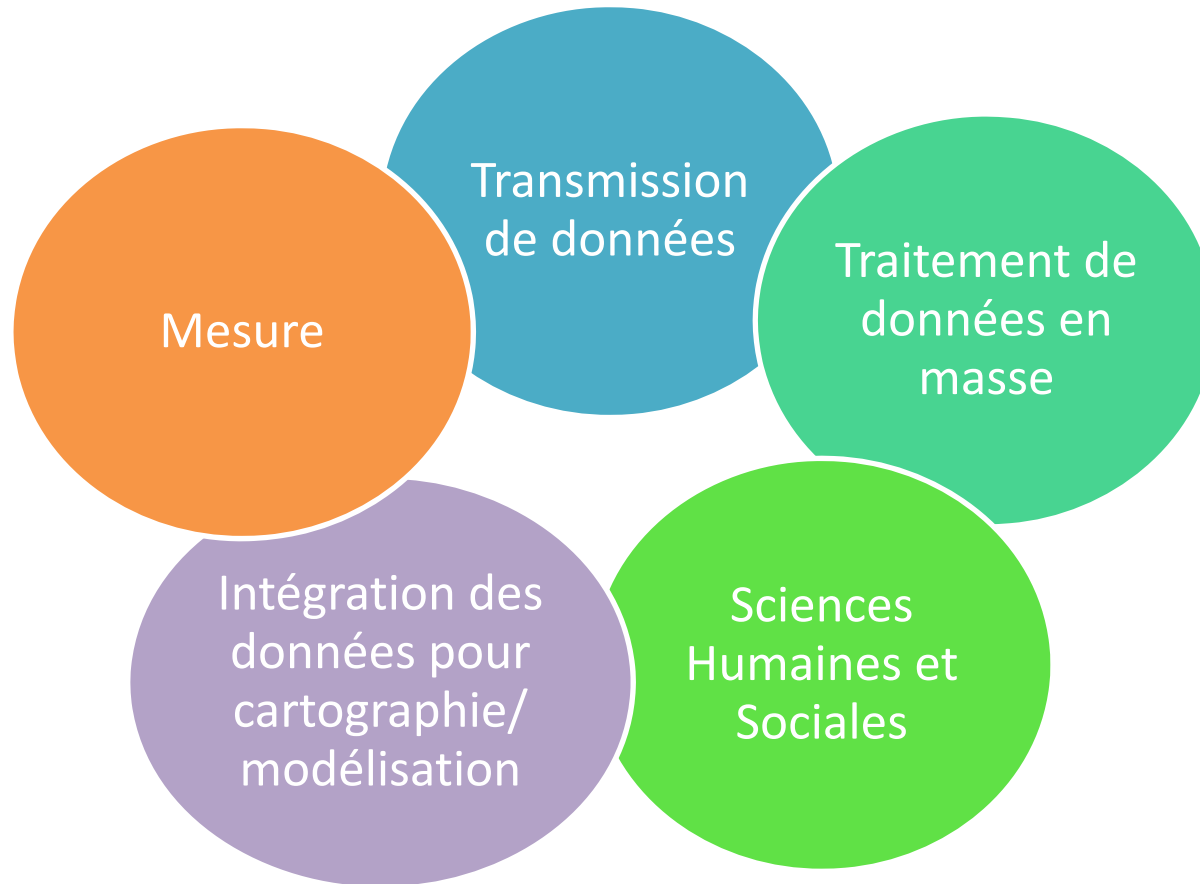 Transmission
de données
Traitement de
données en
masse
Mesure
Intégration des
données pour
cartographie/
modélisation
Sciences
Humaines et
Sociales